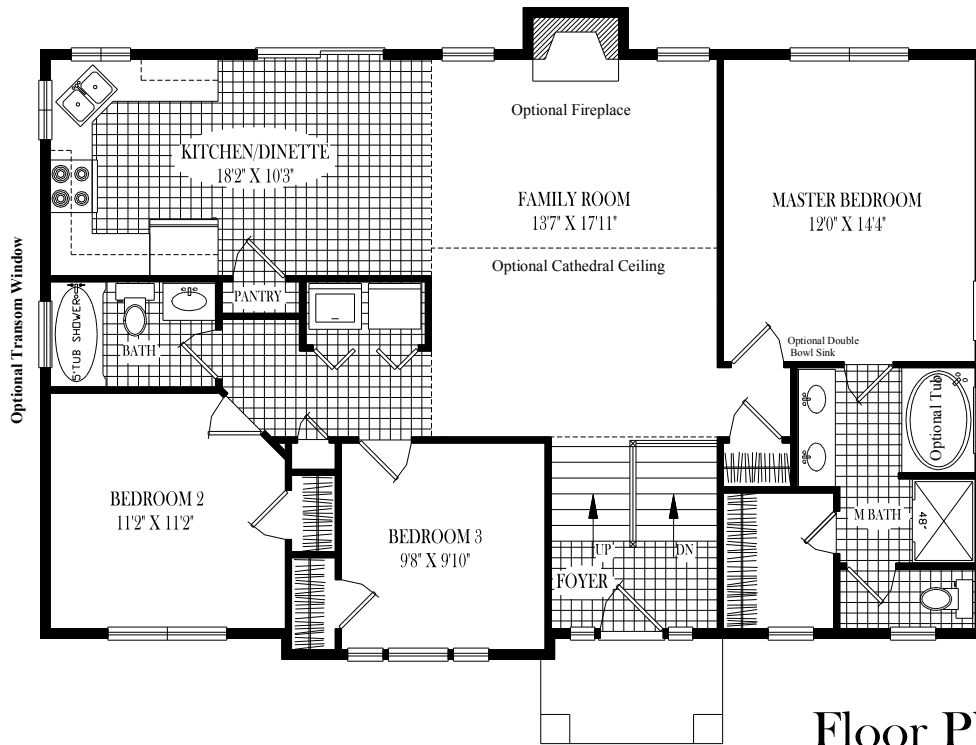 Optional Fireplace
KITCHEN/DINETTE
18'2" X 10'3"
FAMILY ROOM
13'7" X 17'11"
MASTER BEDROOM
12'0" X 14'4"
Optional Cathedral Ceiling
Optional Transom Window
PANTRY
5' TUB SHOWER
BATH
Optional Double
Bowl Sink
Optional Tub
BEDROOM 2
11'2" X 11'2"
BEDROOM 3
9'8" X 9'10"
M BATH
48"
UP
DN
FOYER
Floor P